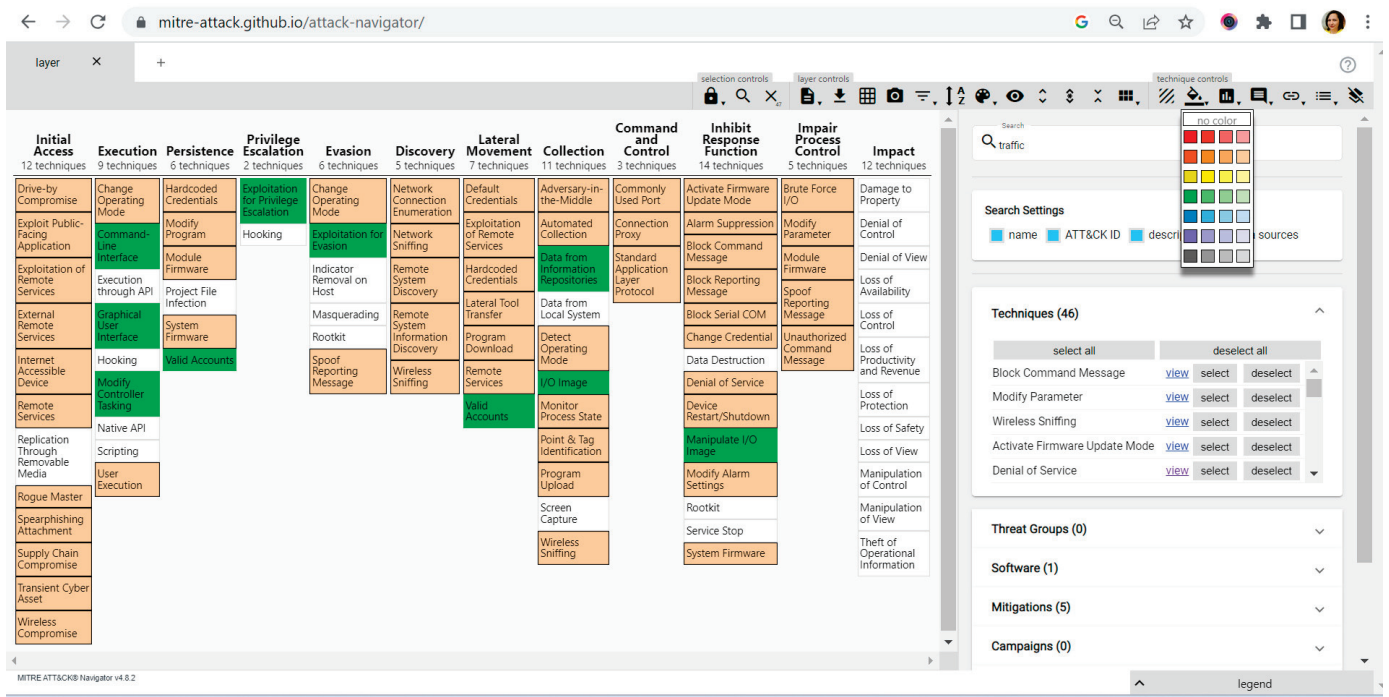 mitre-attack.github.io/attack-navigator/
layer
selection controls
layer controls
technique controls
Initial
Access
12 techniques
Drive-by
Compromise
Exploit Public-
Facing
Application
Exploitation of
Remote
Services
External
Remote
Services
Internet
Accessible
Device
Remote
Services
Replication
Through
Removable
Media
Rogue Master
Spearphishing
Attachment
Supply Chain
Compromise
Transient Cyber
Asset
Wireless
Compromise
Execution
9 techniques
Change
Operating
Mode
Command-
Line
Interface
Execution
through API
Graphical
User
Interface
Hooking
Modify
Controller
Tasking
Native API
Scripting
User
Execution
Persistence
6 techniques
Hardcoded
Credentials
Modify
Program
Module
Firmware
Project File
Infection
System
Firmware
Valid Accounts
Privilege
Escalation
2 techniques
Exploitation
for Privilege
Escalation
Hooking
Evasion
6 techniques
Change
Operating
Mode
Exploitation for
Evasion
Indicator
Removal on
Host
Masquerading
Rootkit
Spoof
Reporting
Message
Discovery
5 techniques
Network
Connection
Enumeration
Network
Sniffing
Remote
System
Discovery
Remote
System
Information
Discovery
Wireless
Sniffing
Lateral
Movement
7 techniques
Default
Credentials
Exploitation
of Remote
Services
Hardcoded
Credentials
Lateral Tool
Transfer
Program
Download
Remote
Services
Valid
Accounts
Collection
11 techniques
Adversary-in-
the-Middle
Automated
Collection
Data from
Information
Repositories
Data from
Local System
Detect
Operating
Mode
I/O Image
Monitor
Process State
Point & Tag
Identification
Program
Upload
Screen
Capture
Wireless
Sniffing
Command
and
Control
3 techniques
Commonly
Used Port
Connection
Proxy
Standard
Application
Layer
Protocol
Inhibit
Response
Function
14 techniques
Activate Firmware
Update Mode
Alarm Suppression
Block Command
Message
Block Reporting
Message
Block Serial COM
Change Credential
Data Destruction
Denial of Service
Device
Restart/Shutdown
Manipulate I/O
Image
Modify Alarm
Settings
Rootkit
Service Stop
System Firmware
Impair
Process
Control
5 techniques
Brute Force
I/O
Modify
Parameter
Module
Firmware
Spoof
Reporting
Message
Unauthorized
Command
Message
Impact
12 techniques
Damage to
Property
Denial of
Control
Denial of View
Loss of
Availability
Loss of
Control
Loss of
Productivity
and Revenue
Loss of
Protection
Loss of Safety
Loss of View
Manipulation
of Control
Manipulation
of View
Theft of
Operational
Information
no color
Search
traffic
Search Settings
name ATT&CK ID descri sources
Techniques (46)
select all deselect all
Block Command Message view select deselect
Modify Parameter view select deselect
Wireless Sniffing view select deselect
Activate Firmware Update Mode view select deselect
Denial of Service view select deselect
Threat Groups (0)
Software (1)
Mitigations (5)
Campaigns (0)
MITRE ATT&CK® Navigator v4.8.2
legend